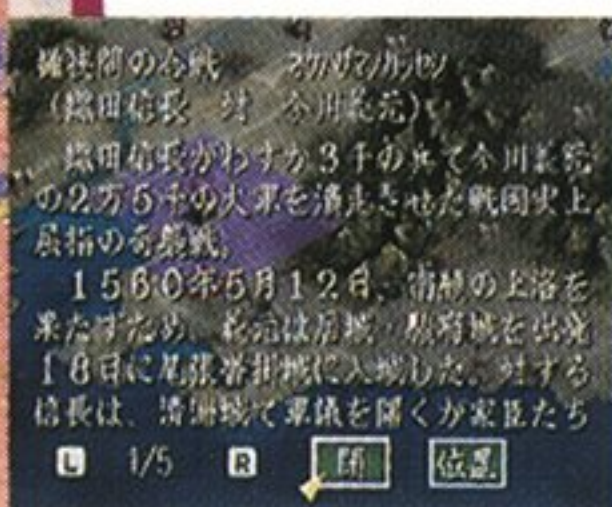 桶狭間の合戦　オケハザマノカッセン
(織田信長　対　今川義元)
織田信長がわずか3千の兵で今川義元
の2万5千の大軍を潰走させた戦国史上
屈指の奇襲戦。
1560年5月12日、宿願の上洛を
果たすため、義元は居城・駿府城を出発
18日に尾張沓掛城に入城した。対する
信長は、清洲城で軍議を開くが家臣たち
L 1/5 R 閉 位置